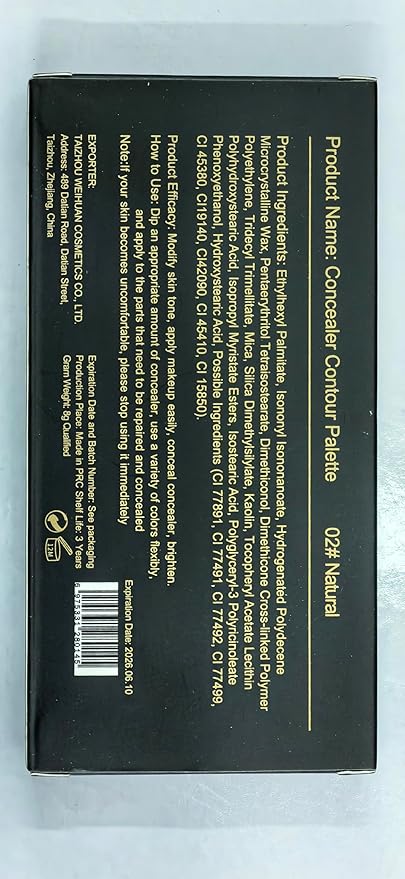 Product Name: Concealer Contour Palette 02# Natural
Product Ingredients: Ethylhexyl Palmitate, Isononyl Isononanoate, Hydrogenated Polydecene
Microcrystalline Wax, Pentaerythritol Tetraisostearate, Dimethiconol, Dimethicone Cross-linked Polymer
Polyethylene, Tridecyl Trimellitate, Mica, Silica Dimethylsilylate, Kaolin, Tocopheryl Acetate Lecithin
Polyhydroxystearic Acid, Isopropyl Myristate Esters, Isostearic Acid, Polyglyceryl-3 Polyricinoleate
Phenoxyethanol, Hydroxystearic Acid, Possible Ingredients (CI 77891, CI 77491, CI 77492, CI 77499,
CI 45380, CI19140, CI42090, CI 45410, CI 15850).
Product Efficacy: Modify skin tone, apply makeup easily, conceal concealer, brighten.
How to Use: Dip an appropriate amount of concealer, use a variety of colors flexibly,
and apply to the parts that need to be repaired and concealed
Note:if your skin becomes uncomfortable, please stop using it immediately
EXPORTER:
TAIZHOU WEIHUAN COSMETICS CO., LTD.
Address: 489 Dalian Road, Datian Street,
Taizhou, Zhejiang, China
Expiration Date and Batch Number: See packaging
Production Place: Made in PRC Shelf Life: 3 Years
Gram Weight: 8g Qualified
12M
Expiration Date: 2026.06.10
6 975331 280145